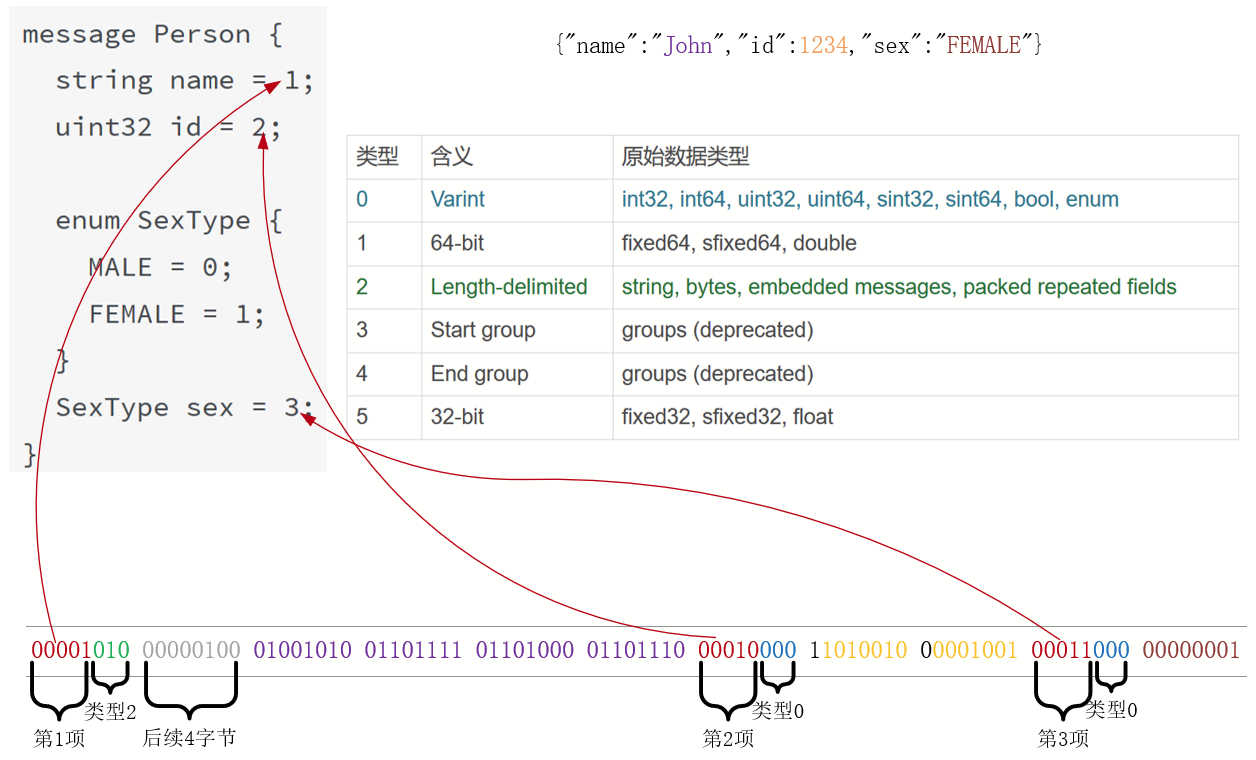 message Person {
string name = 1;
uint32 id = 2;
enum SexType {
MALE = 0;
FEMALE = 1;
}
SexType sex = 3;
}
{"name":"John","id":1234,"sex":"FEMALE"}
类型 含义 原始数据类型
0 Varint int32, int64, uint32, uint64, sint32, sint64, bool, enum
1 64-bit fixed64, sfixed64, double
2 Length-delimited string, bytes, embedded messages, packed repeated fields
3 Start group groups (deprecated)
4 End group groups (deprecated)
5 32-bit fixed32, sfixed32, float
00001010 00000100 01001010 01101111 01101000 01101110 00010000 11010010 00001001 00011000 00000001
类型2 类型0 类型0
第1项 后续4字节 第2项 第3项